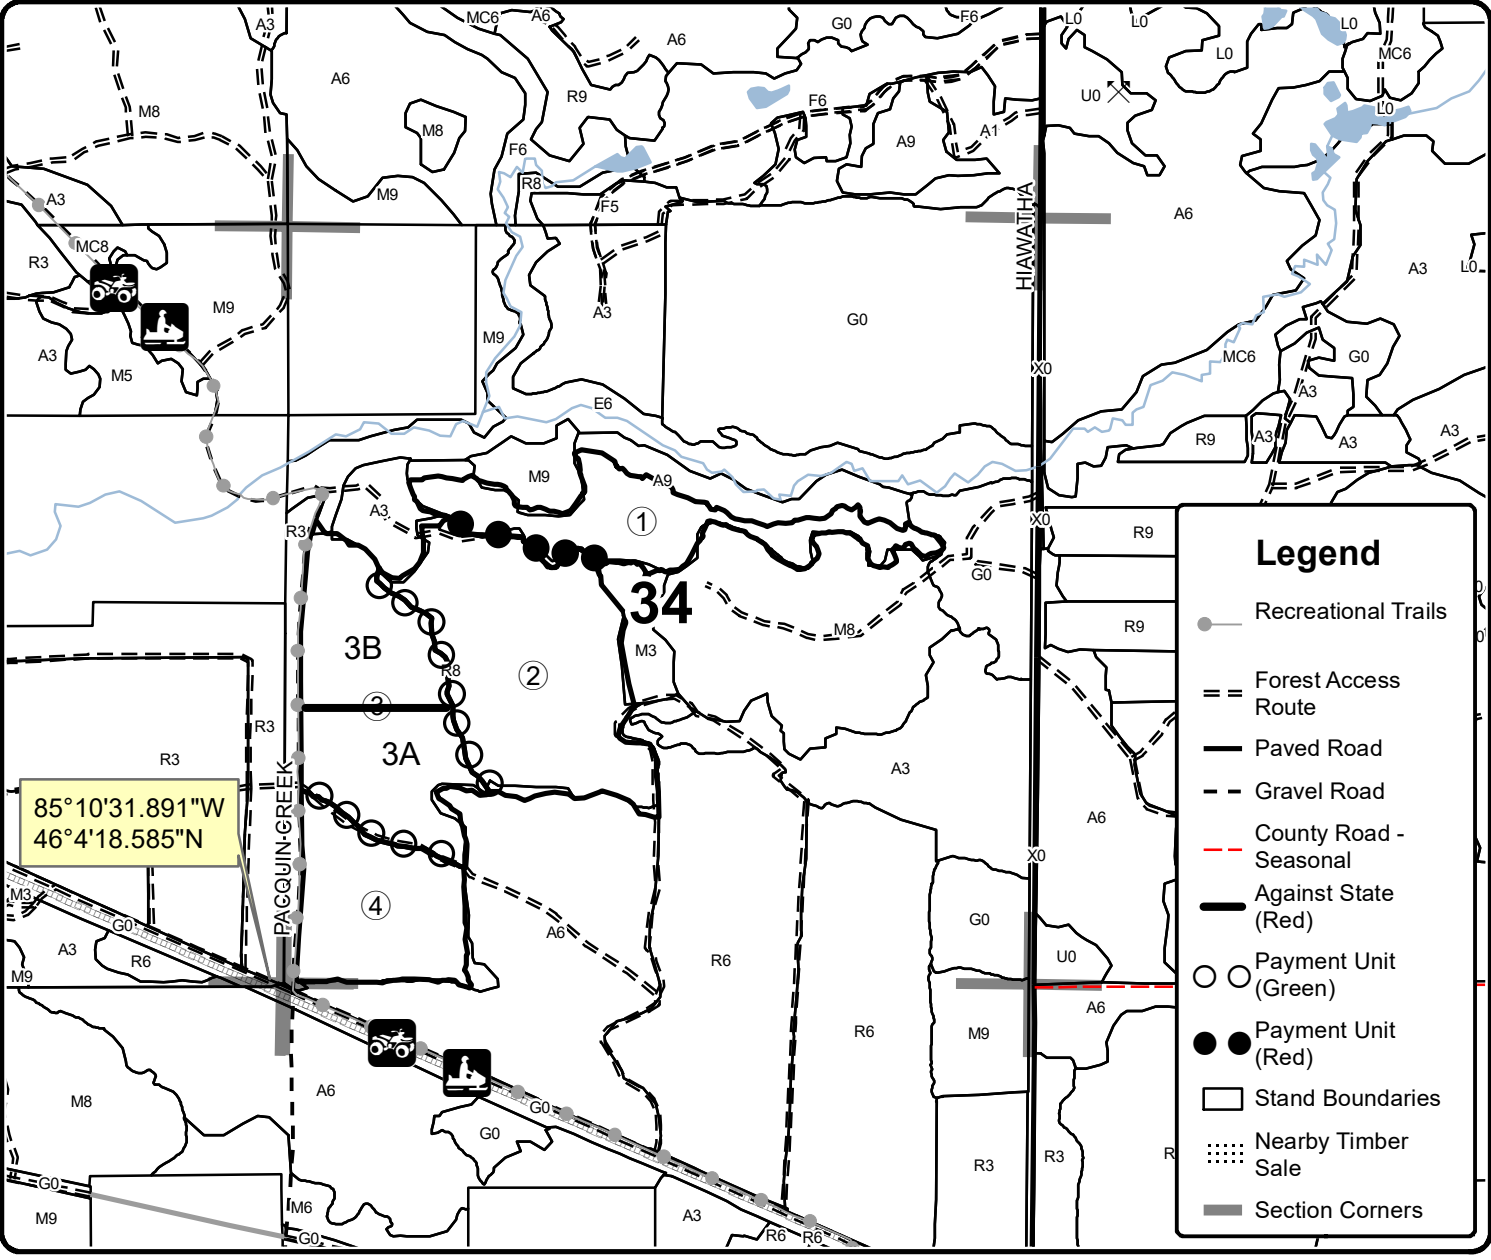 A3
MC6
A6
G0
F6
L0
L0
L0
A6
A6
L0
MC6
R9
U0
M8
F6
L0
M8
A1
A9
F6
R8
M9
A3
F5
A6
HIAWATHA
MC8
R3
A3
L0
M9
A3
G0
M9
A3
MC6
G0
M5
X0
A3
E6
R9
A3
A3
A3
M9
A9
A3
1
X0
R3
R9
G0
34
M8
R9
3B
M3
R8
2
3
R3
3A
R3
A3
PACQUIN CREEK
85°10'31.891"W
46°4'18.585"N
A6
X0
M3
4
G0
G0
A6
A3
R6
R6
U0
M9
A6
R6
M9
A6
M8
G0
G0
R3
R3
R
G0
M9
M6
G0
A3
R6
R6
Legend
Recreational Trails
Forest Access
Route
Paved Road
Gravel Road
County Road -
Seasonal
Against State
(Red)
Payment Unit
(Green)
Payment Unit
(Red)
Stand Boundaries
Nearby Timber
Sale
Section Corners